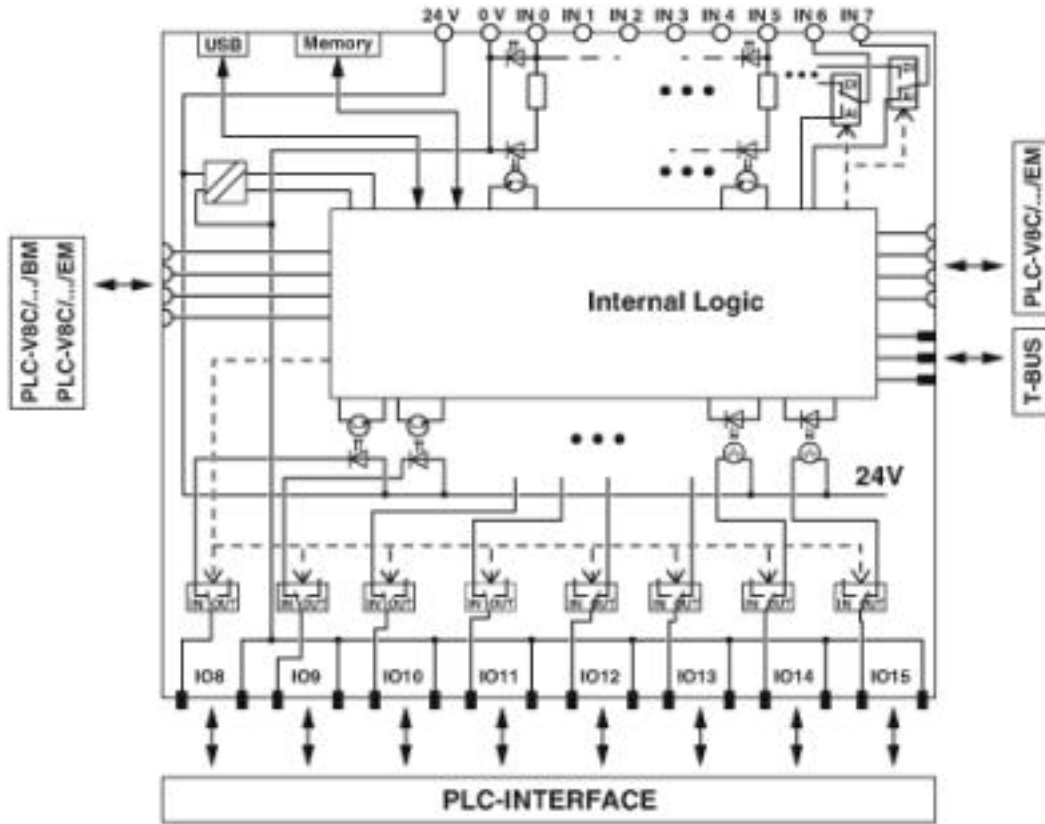 24 V 0 V IN 0 IN 1 IN 2 IN 3 IN 4 IN 5 IN 6 IN 7
USB Memory
PLC-V8C/.../BM
PLC-V8C/.../EM
Internal Logic
PLC-V8C/.../EM
T-BUS
24V
IN OUT IN OUT IN OUT IN OUT IN OUT IN OUT IN OUT IN OUT
IO8 IO9 IO10 IO11 IO12 IO13 IO14 IO15
PLC-INTERFACE